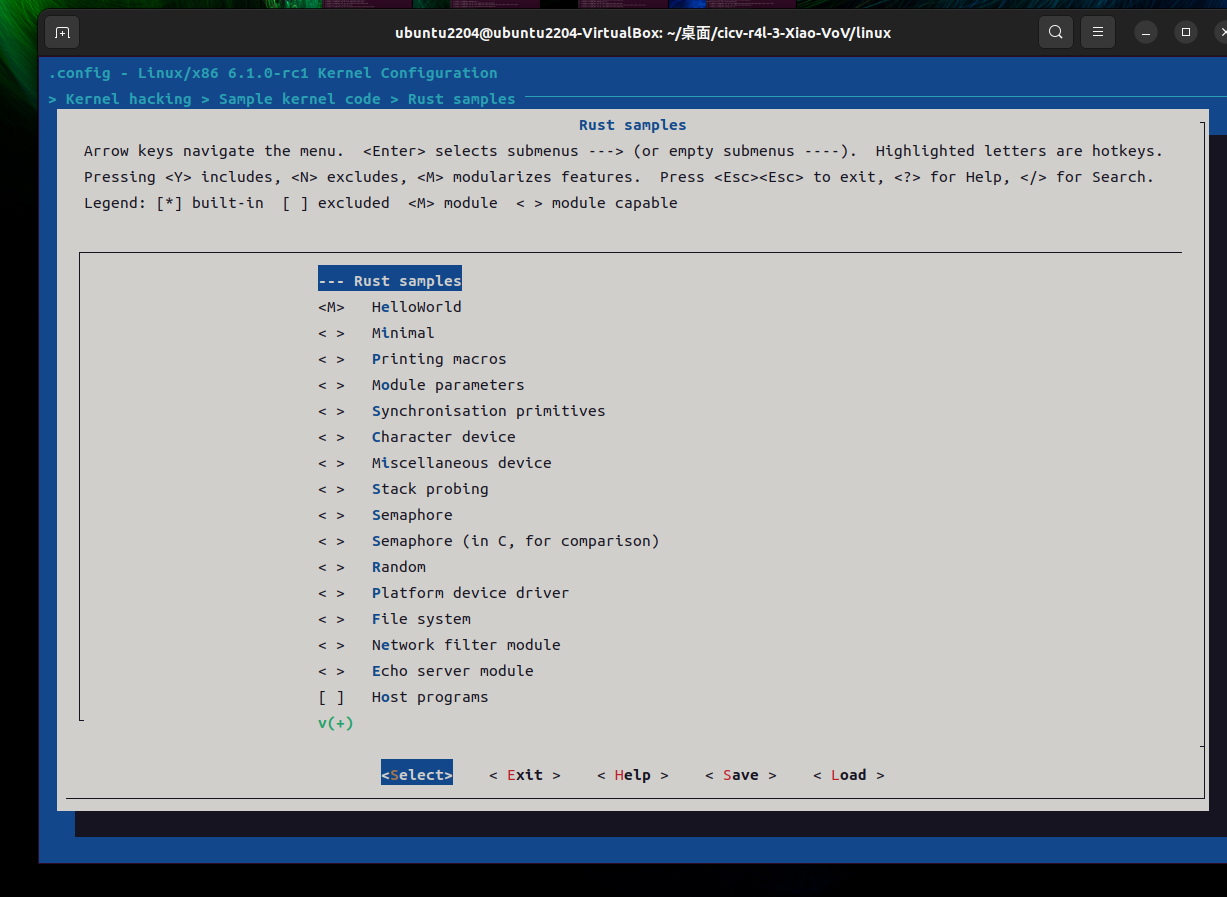 ubuntu2204@ubuntu2204-VirtualBox: ~/桌面/cicv-r4l-3-Xiao-VoV/linux
.config - Linux/x86 6.1.0-rc1 Kernel Configuration
> Kernel hacking > Sample kernel code > Rust samples
Rust samples
Arrow keys navigate the menu.  <Enter> selects submenus ---> (or empty submenus ----).  Highlighted letters are hotkeys.
Pressing <Y> includes, <N> excludes, <M> modularizes features.  Press <Esc><Esc> to exit, <?> for Help, </> for Search.
Legend: [*] built-in  [ ] excluded  <M> module  < > module capable
--- Rust samples
<M>   HelloWorld
< >   Minimal
< >   Printing macros
< >   Module parameters
< >   Synchronisation primitives
< >   Character device
< >   Miscellaneous device
< >   Stack probing
< >   Semaphore
< >   Semaphore (in C, for comparison)
< >   Random
< >   Platform device driver
< >   File system
< >   Network filter module
< >   Echo server module
[ ]   Host programs
v(+)
<Select>    < Exit >    < Help >    < Save >    < Load >